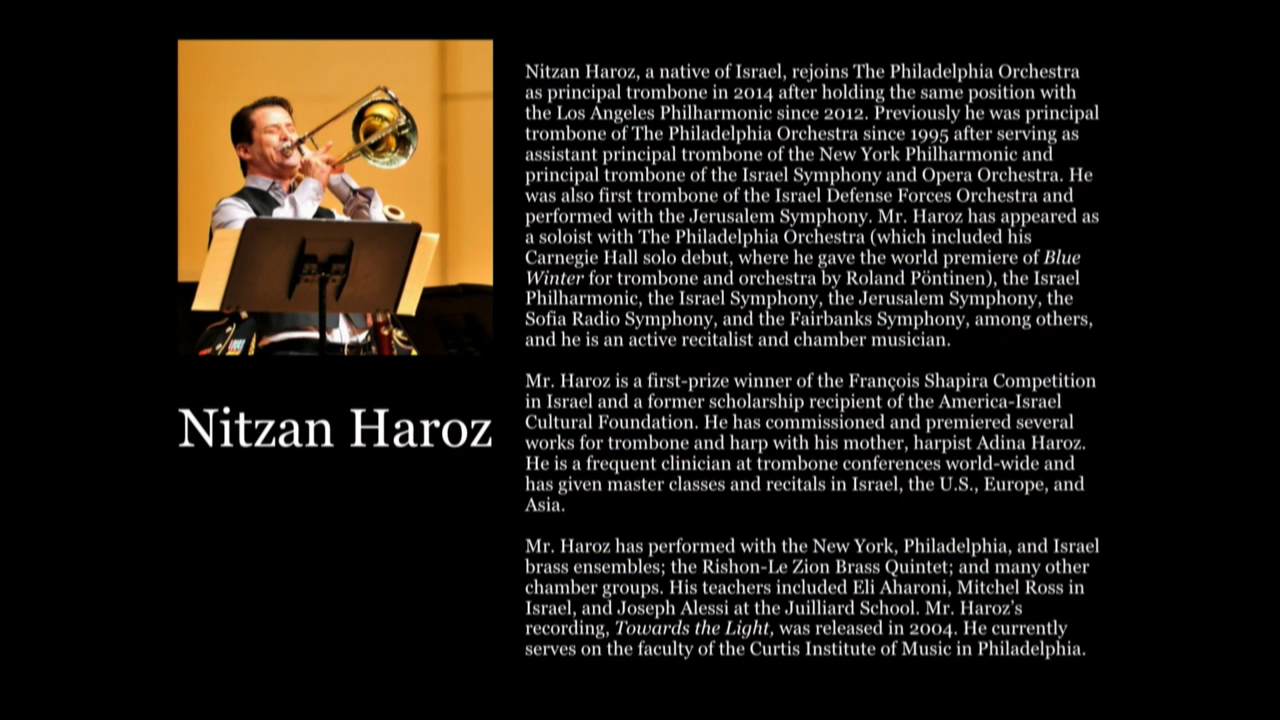 Nitzan Haroz
Nitzan Haroz, a native of Israel, rejoins The Philadelphia Orchestra
as principal trombone in 2014 after holding the same position with
the Los Angeles Philharmonic since 2012. Previously he was principal
trombone of The Philadelphia Orchestra since 1995 after serving as
assistant principal trombone of the New York Philharmonic and
principal trombone of the Israel Symphony and Opera Orchestra. He
was also first trombone of the Israel Defense Forces Orchestra and
performed with the Jerusalem Symphony. Mr. Haroz has appeared as
a soloist with The Philadelphia Orchestra (which included his
Carnegie Hall solo debut, where he gave the world premiere of Blue
Winter for trombone and orchestra by Roland Pöntinen), the Israel
Philharmonic, the Israel Symphony, the Jerusalem Symphony, the
Sofia Radio Symphony, and the Fairbanks Symphony, among others,
and he is an active recitalist and chamber musician.
Mr. Haroz is a first-prize winner of the François Shapira Competition
in Israel and a former scholarship recipient of the America-Israel
Cultural Foundation. He has commissioned and premiered several
works for trombone and harp with his mother, harpist Adina Haroz.
He is a frequent clinician at trombone conferences world-wide and
has given master classes and recitals in Israel, the U.S., Europe, and
Asia.
Mr. Haroz has performed with the New York, Philadelphia, and Israel
brass ensembles; the Rishon-Le Zion Brass Quintet; and many other
chamber groups. His teachers included Eli Aharoni, Mitchel Ross in
Israel, and Joseph Alessi at the Juilliard School. Mr. Haroz's
recording, Towards the Light, was released in 2004. He currently
serves on the faculty of the Curtis Institute of Music in Philadelphia.